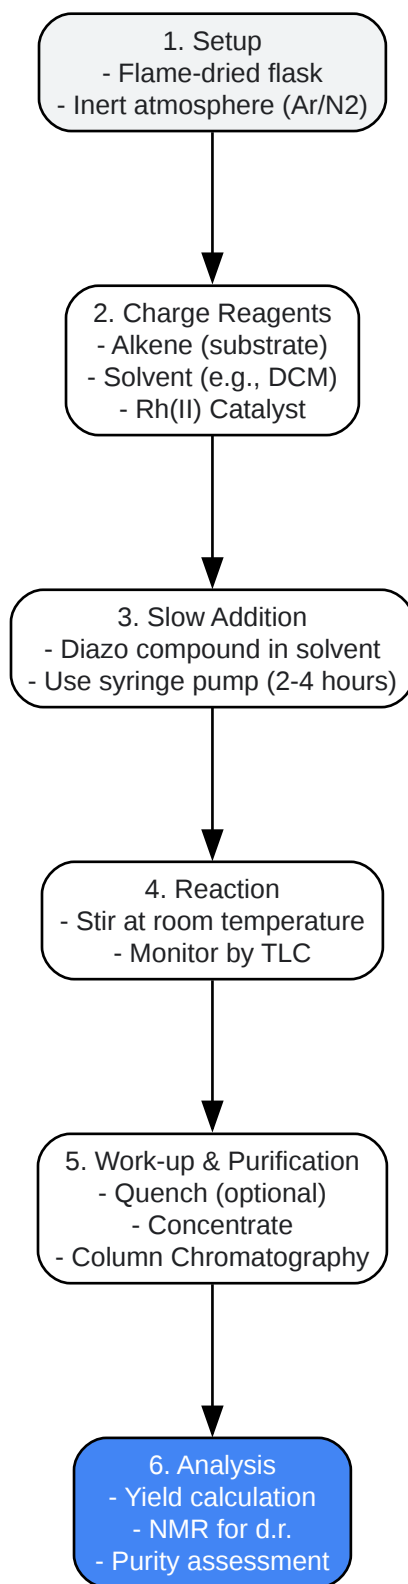 1. Setup
- Flame-dried flask
- Inert atmosphere (Ar/N2)
2. Charge Reagents
- Alkene (substrate)
- Solvent (e.g., DCM)
- Rh(II) Catalyst
3. Slow Addition
- Diazo compound in solvent
- Use syringe pump (2-4 hours)
4. Reaction
- Stir at room temperature
- Monitor by TLC
5. Work-up & Purification
- Quench (optional)
- Concentrate
- Column Chromatography
6. Analysis
- Yield calculation
- NMR for d.r.
- Purity assessment